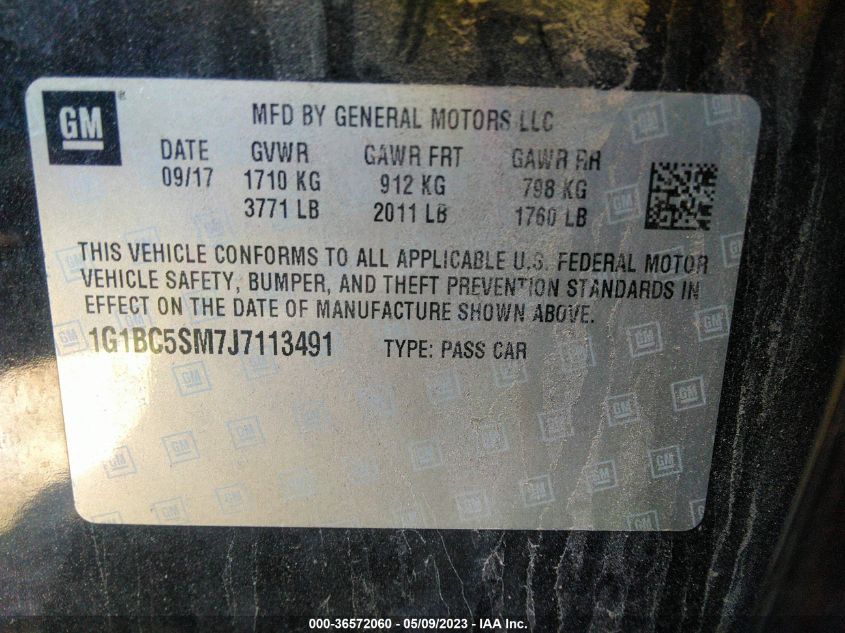 GM
MFD BY GENERAL MOTORS LLC
DATE GVWR GAWR FRT GAWR RR
09/17 1710 KG 912 KG 798 KG
3771 LB 2011 LB 1760 LB
THIS VEHICLE CONFORMS TO ALL APPLICABLE U.S. FEDERAL MOTOR
VEHICLE SAFETY, BUMPER, AND THEFT PREVENTION STANDARDS IN
EFFECT ON THE DATE OF MANUFACTURE SHOWN ABOVE.
1G1BC5SM7J7113491 TYPE: PASS CAR
000-36572060 - 05/09/2023 - IAA Inc.